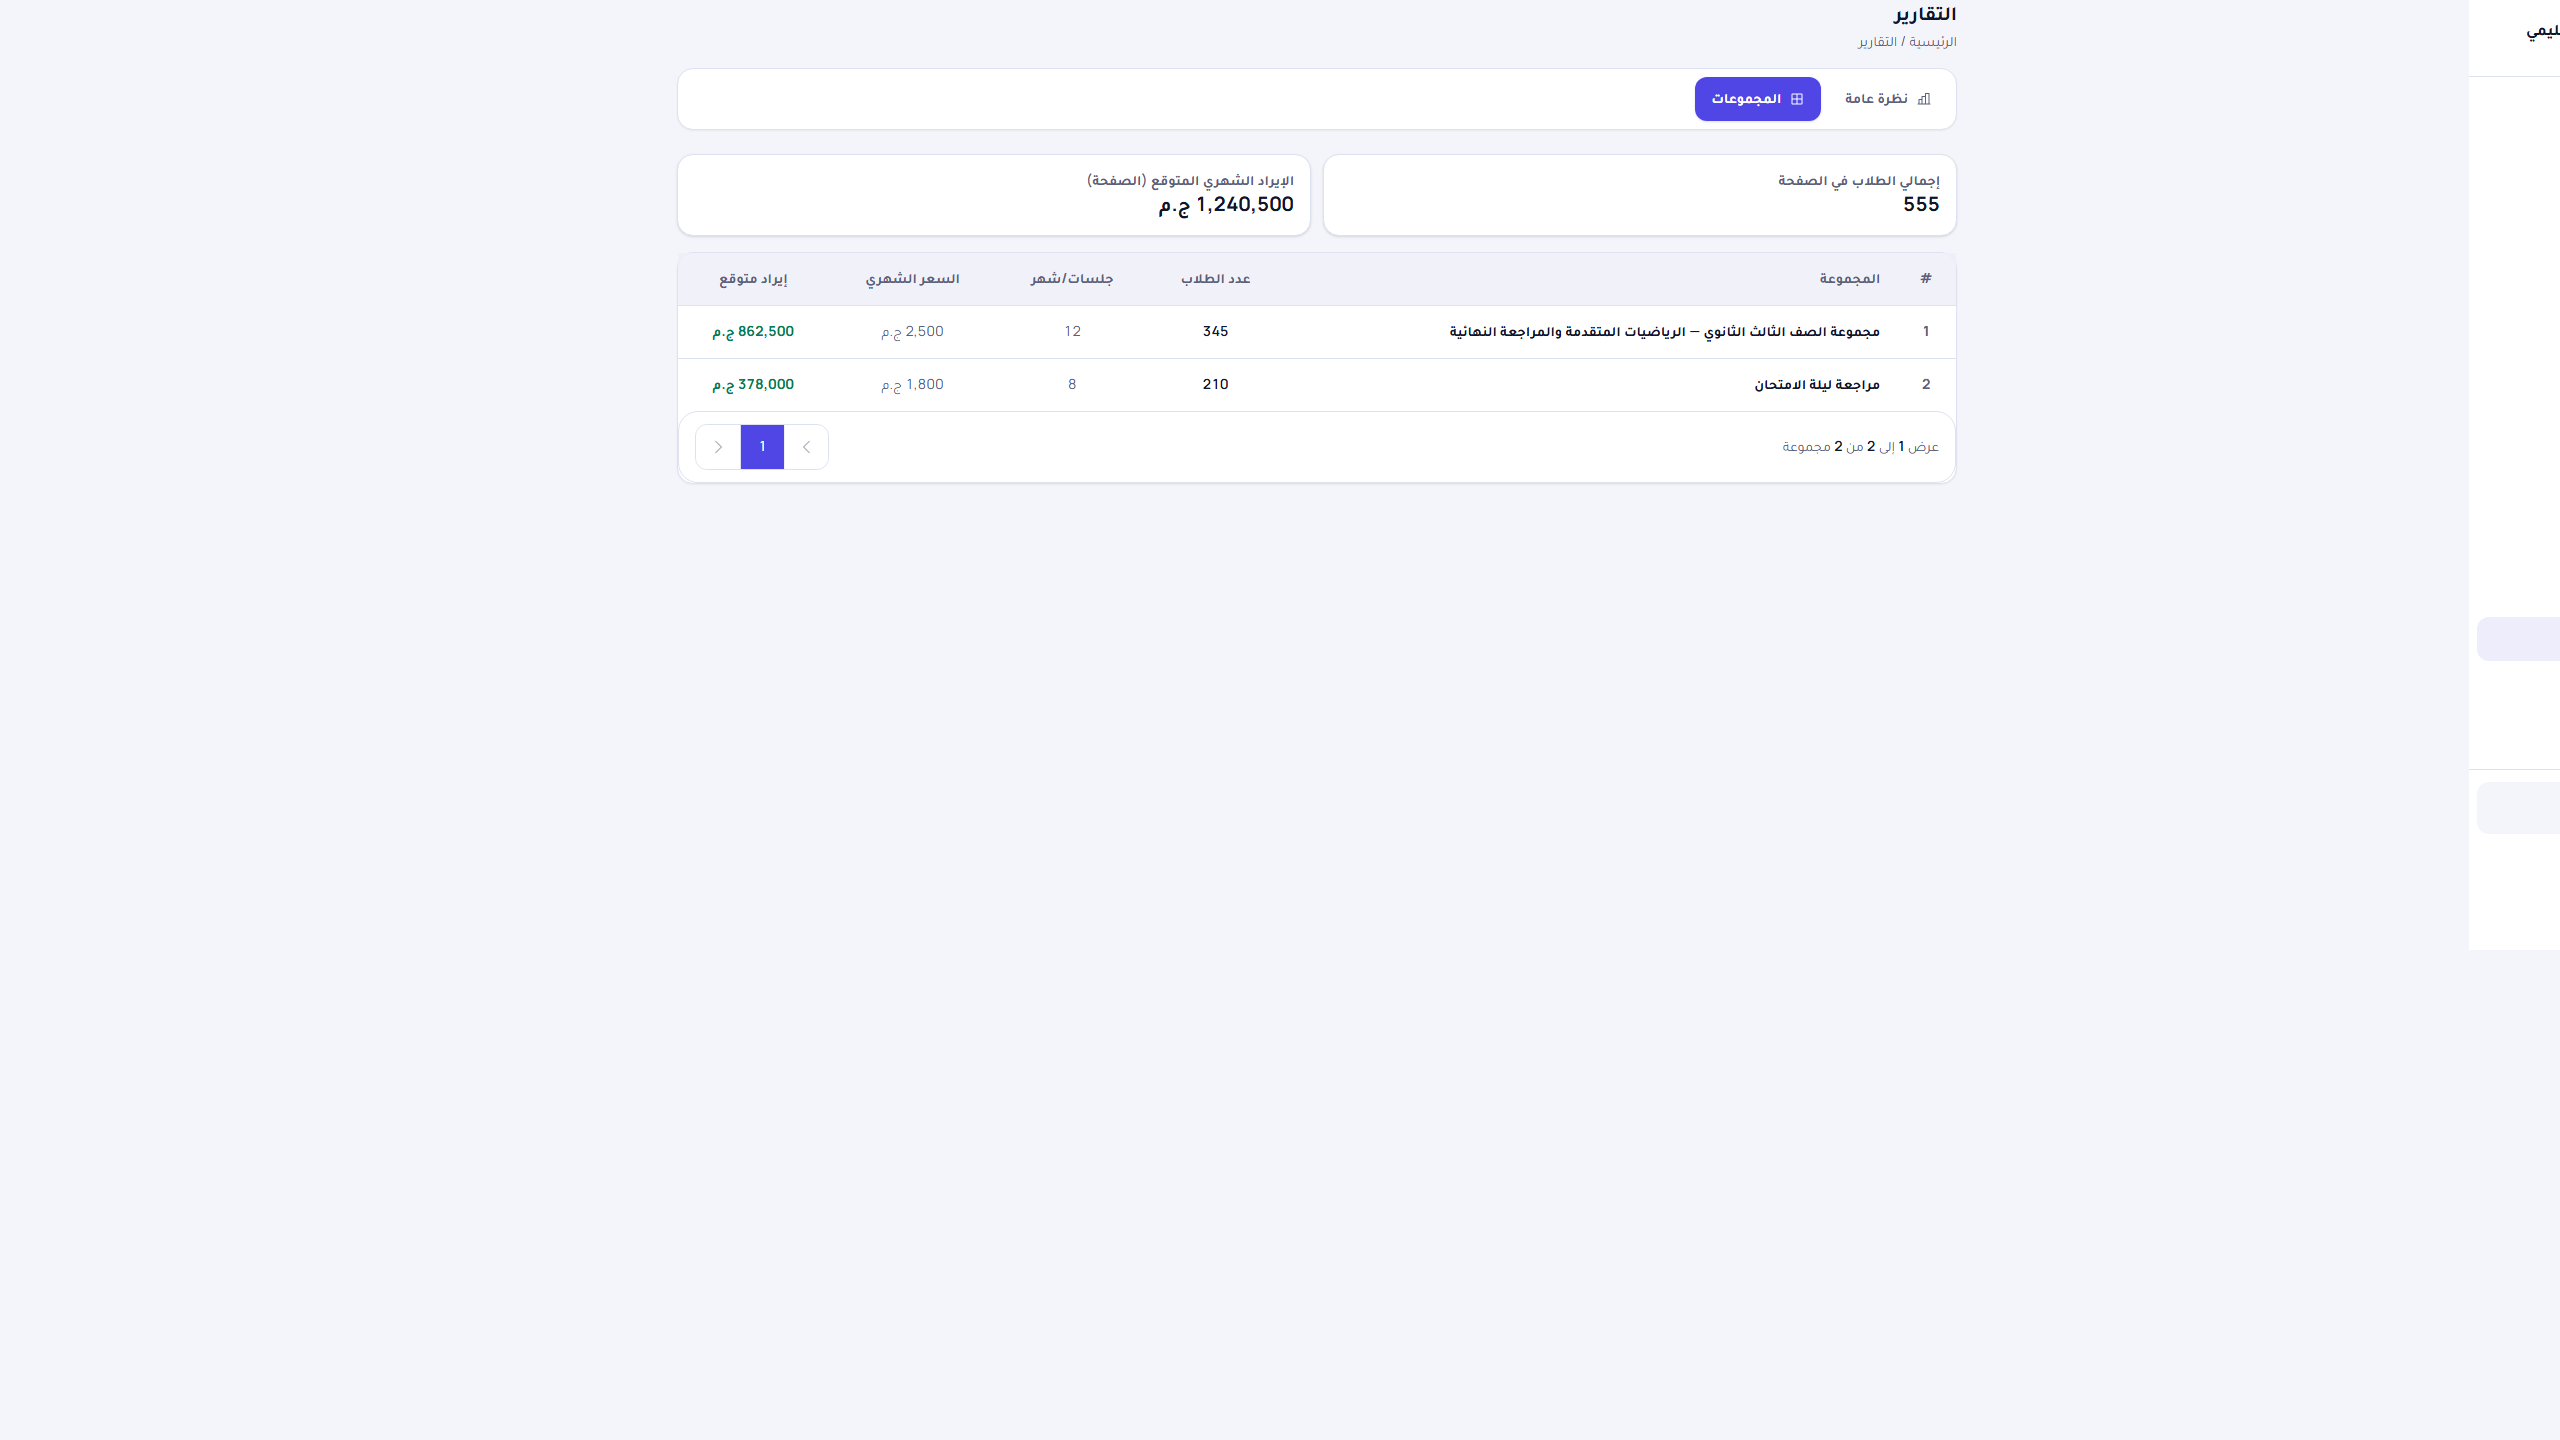 التقارير
الرئيسية / التقارير
نظرة عامة
المجموعات
إجمالي الطلاب في الصفحة
555
الإيراد الشهري المتوقع (الصفحة)
1,240,500 ج.م
# المجموعة عدد الطلاب جلسات/شهر السعر الشهري إيراد متوقع
1 مجموعة الصف الثالث الثانوي — الرياضيات المتقدمة والمراجعة النهائية 345 12 2,500 ج.م 862,500 ج.م
2 مراجعة ليلة الامتحان 210 8 1,800 ج.م 378,000 ج.م
عرض 1 إلى 2 من 2 مجموعة
1